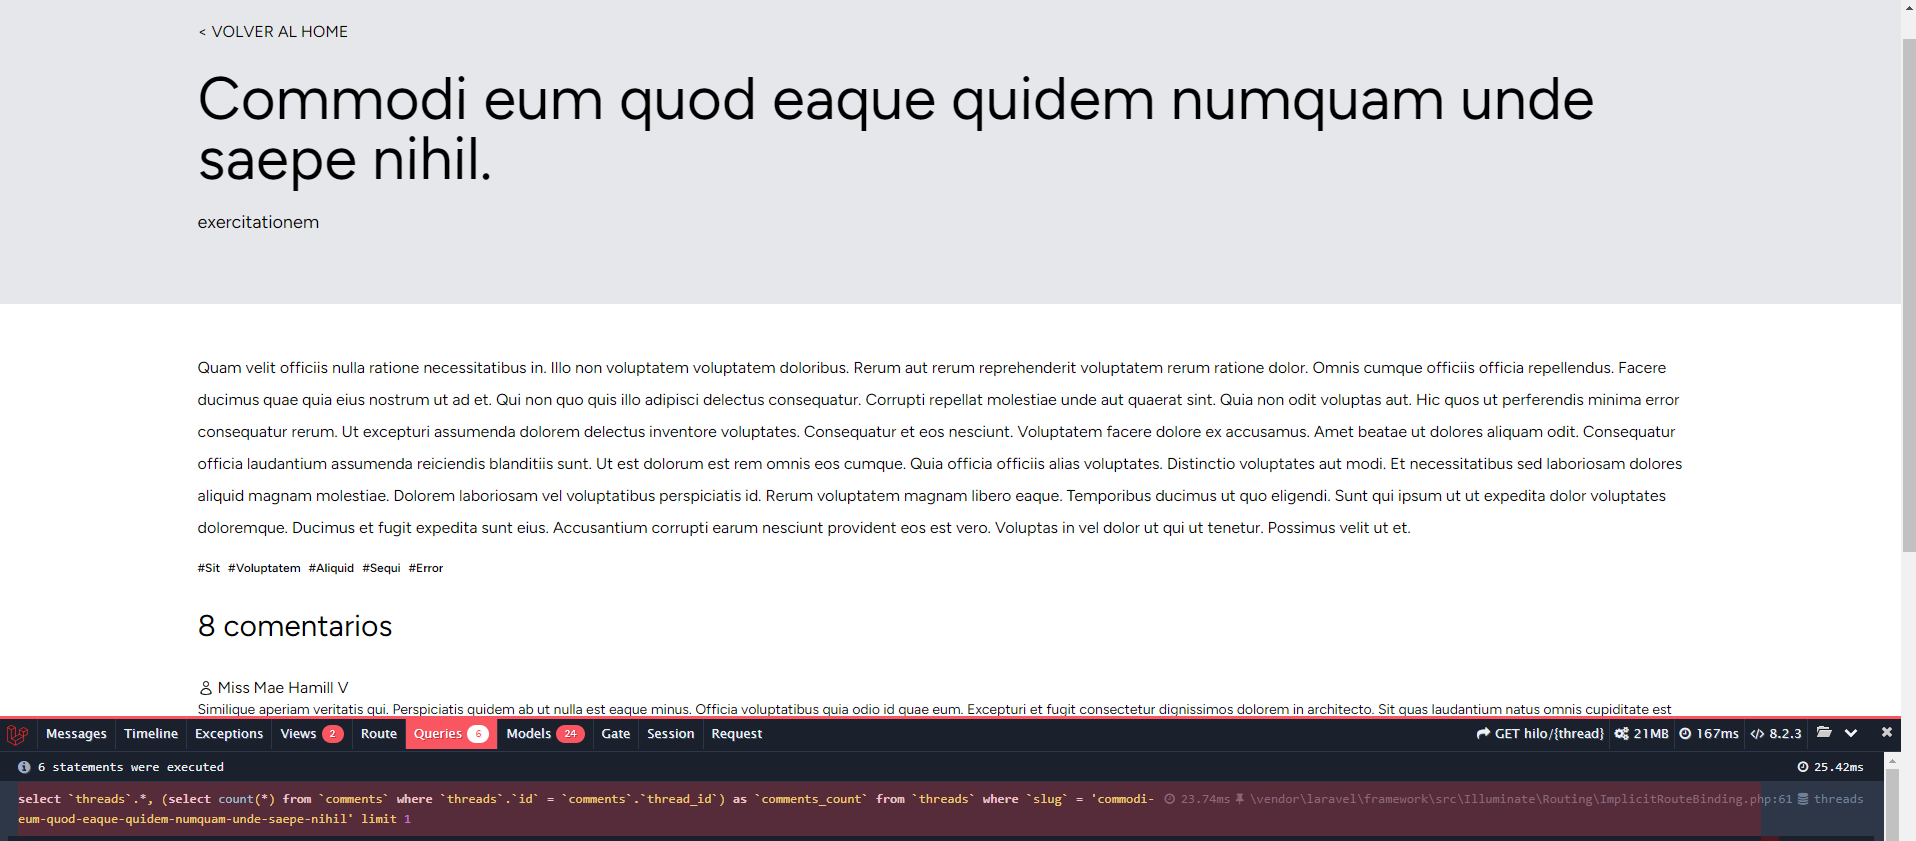 < VOLVER AL HOME
Commodi eum quod eaque quidem numquam unde
saepe nihil.
exercitationem
Quam velit officiis nulla ratione necessitatibus in. Illo non voluptatem voluptatem doloribus. Rerum aut rerum reprehenderit voluptatem rerum ratione dolor. Omnis cumque officiis officia repellendus. Facere
ducimus quae quia eius nostrum ut ad et. Qui non quo quis illo adipisci delectus consequatur. Corrupti repellat molestiae unde aut quaerat sint. Quia non odit voluptas aut. Hic quos ut perferendis minima error
consequatur rerum. Ut excepturi assumenda dolorem delectus inventore voluptates. Consequatur et eos nesciunt. Voluptatem facere dolore ex accusamus. Amet beatae ut dolores aliquam odit. Consequatur
officia laudantium assumenda reiciendis blanditiis sunt. Ut est dolorum est rem omnis eos cumque. Quia officia officiis alias voluptates. Distinctio voluptates aut modi. Et necessitatibus sed laboriosam dolores
aliquid magnam molestiae. Dolorem laboriosam vel voluptatibus perspiciatis id. Rerum voluptatem magnam libero eaque. Temporibus ducimus ut quo eligendi. Sunt qui ipsum ut ut expedita dolor voluptates
doloremque. Ducimus et fugit expedita sunt eius. Accusantium corrupti earum nesciunt provident eos est vero. Voluptas in vel dolor ut qui ut tenetur. Possimus velit ut et.
#Sit #Voluptatem #Aliquid #Sequi #Error
8 comentarios
Miss Mae Hamill V
Similique aperiam veritatis qui. Perspiciatis quidem ab ut nulla est eaque minus. Officia voluptatibus quia odio id quae eum. Excepturi et fugit consectetur dignissimos dolorem in architecto. Sit quas laudantium natus omnis cupiditate est
Messages Timeline Exceptions Views 2 Route Queries 6 Models 24 Gate Session Request GET hilo/{thread} 21MB 167ms 8.2.3
6 statements were executed 25.42ms
select `threads`.*, (select count(*) from `comments` where `threads`.`id` = `comments`.`thread_id`) as `comments_count` from `threads` where `slug` = 'commodi- 23.74ms \vendor\laravel\framework\src\Illuminate\Routing\ImplicitRouteBinding.php:61 threads
eum-quod-eaque-quidem-numquam-unde-saepe-nihil' limit 1